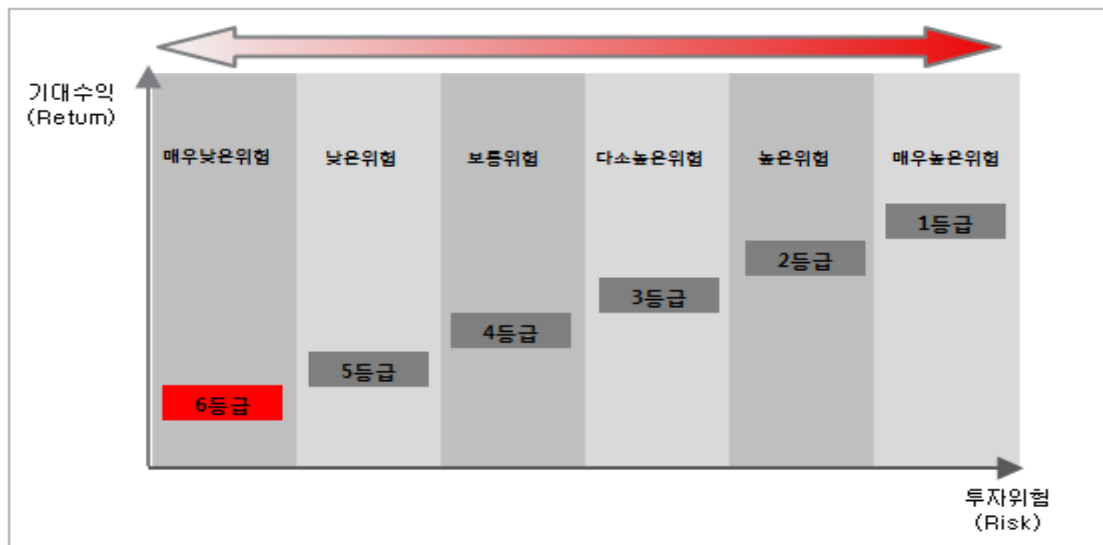 기대수익
(Return)
매우낮은위험 낮은위험 보통위험 다소높은위험 높은위험 매우높은위험
1등급
2등급
3등급
4등급
5등급
6등급
투자위험
(Risk)